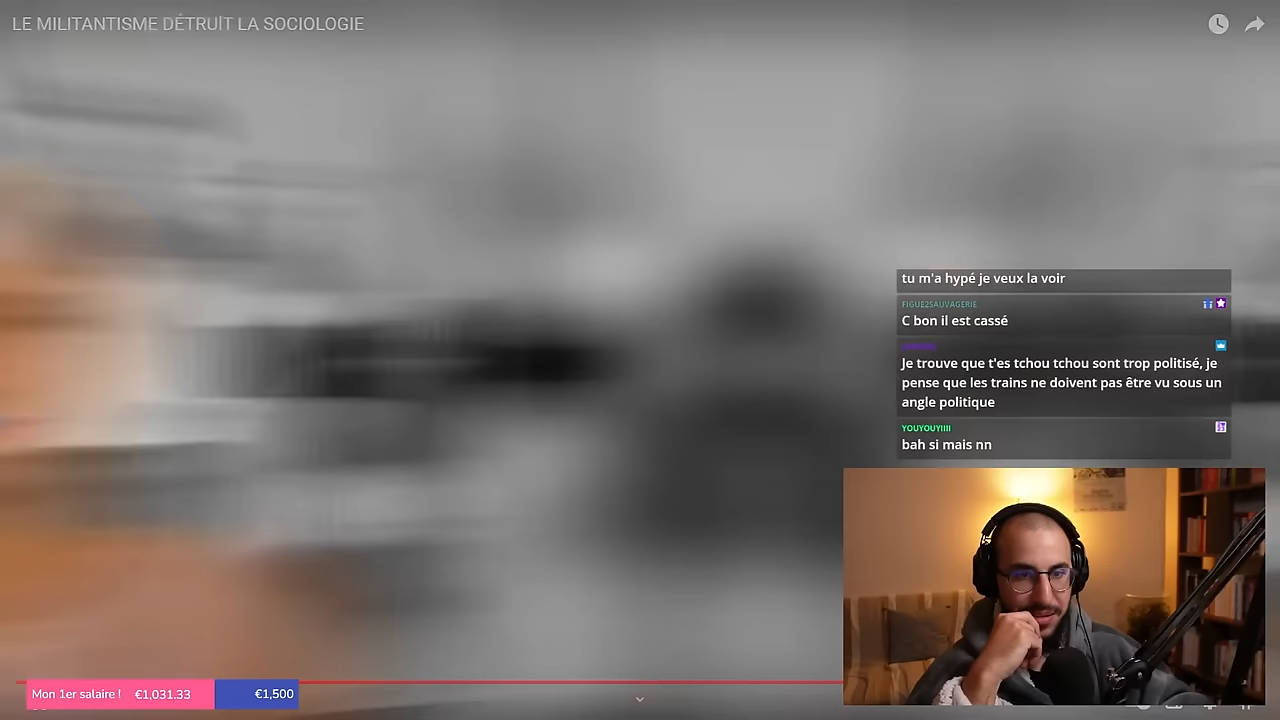 LE MILITANTISME DÉTRUIT LA SOCIOLOGIE
tu m'a hypé je veux la voir
FIGUE2SAUVAGERIE
C bon il est cassé
Je trouve que t'es tchou tchou sont trop politisé, je
pense que les trains ne doivent pas être vu sous un
angle politique
YOUYOUYIIII
bah si mais nn
Mon 1er salaire ! €1,031.33 €1,500